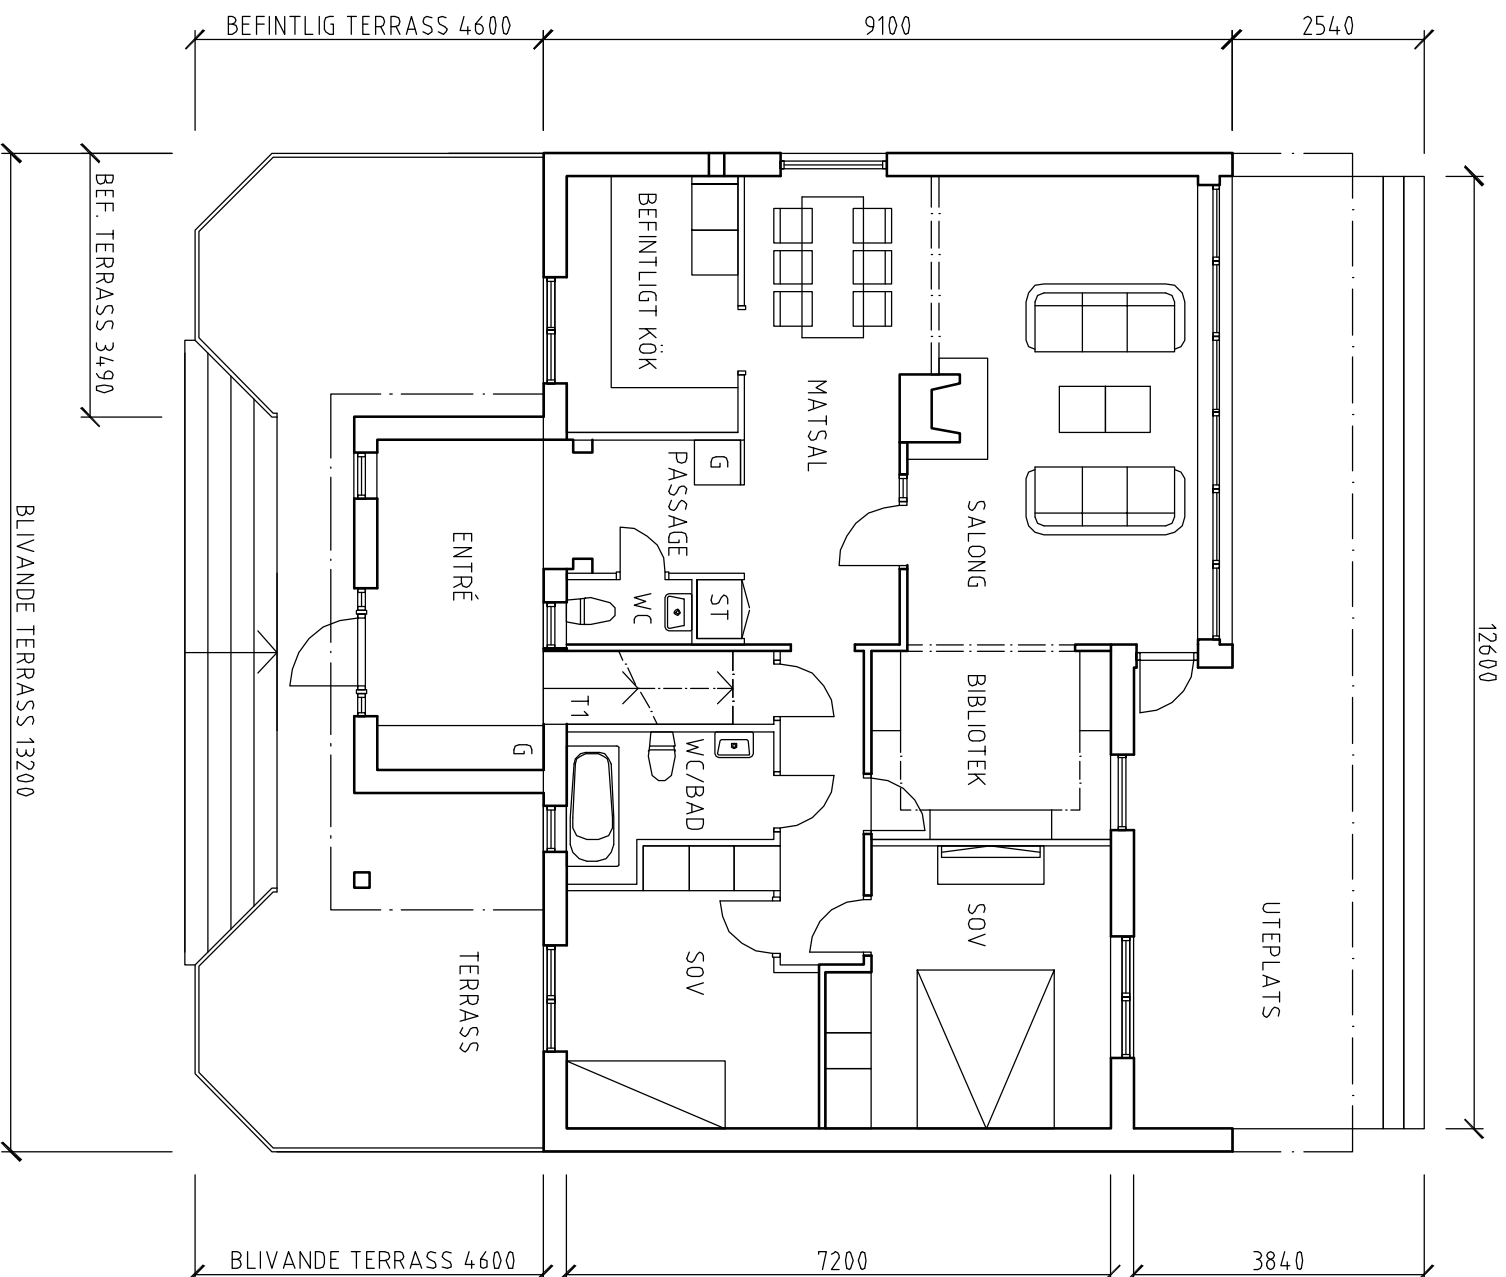 BEFINTLIG TERRASS 4600
9100
2540
BEF. TERRASS 3490
BLIVANDE TERRASS 13200
12600
BEFINTLIGT KÖK
MATSAL
PASSAGE
G
SALONG
ENTRÉ
WC
ST
T1
G
WC/BAD
BIBLIOTEK
SOV
SOV
TERRASS
UTEPLATS
BLIVANDE TERRASS 4600
7200
3840